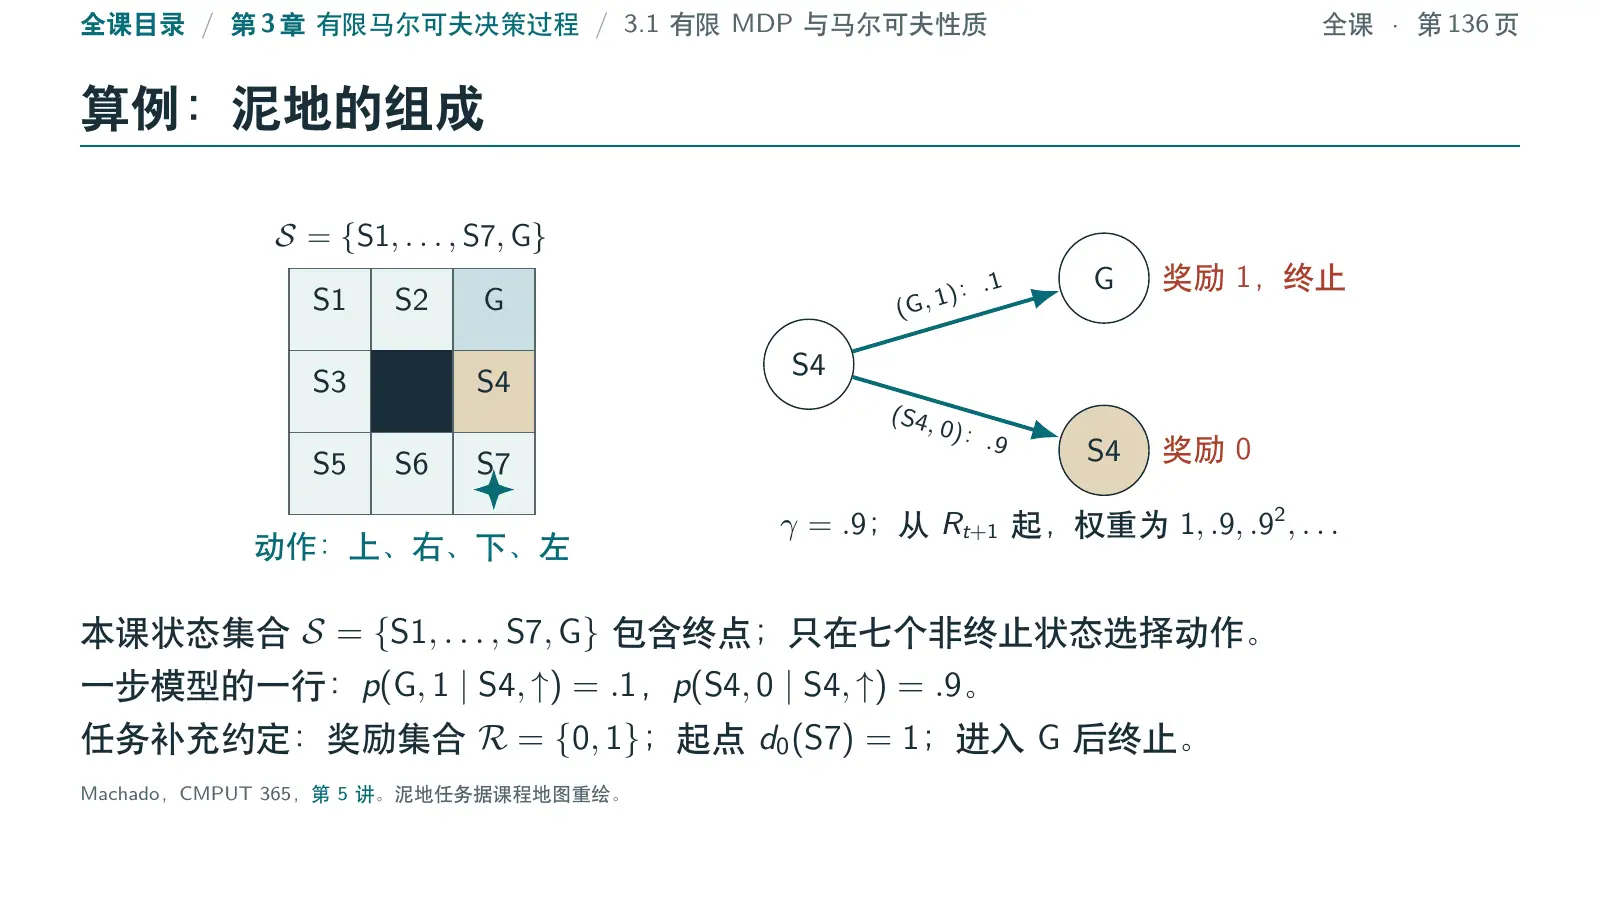 全课目录 / 第 3 章 有限马尔可夫决策过程 / 3.1 有限 MDP 与马尔可夫性质
全课 · 第 136 页
算例：泥地的组成
𝒮 = {S1, . . . , S7, G}
S1 S2 G
S3 S4
S5 S6 S7
动作：上、右、下、左
S4
(G, 1)： .1
G
奖励 1，终止
(S4, 0)： .9
S4
奖励 0
γ = .9；从 Rₜ₊₁ 起，权重为 1, .9, .9², . . .
本课状态集合 𝒮 = {S1, . . . , S7, G} 包含终点；只在七个非终止状态选择动作。
一步模型的一行：p(G, 1 | S4, ↑) = .1，p(S4, 0 | S4, ↑) = .9。
任务补充约定：奖励集合 ℛ = {0, 1}；起点 d₀(S7) = 1；进入 G 后终止。
Machado，CMPUT 365，第 5 讲。泥地任务据课程地图重绘。